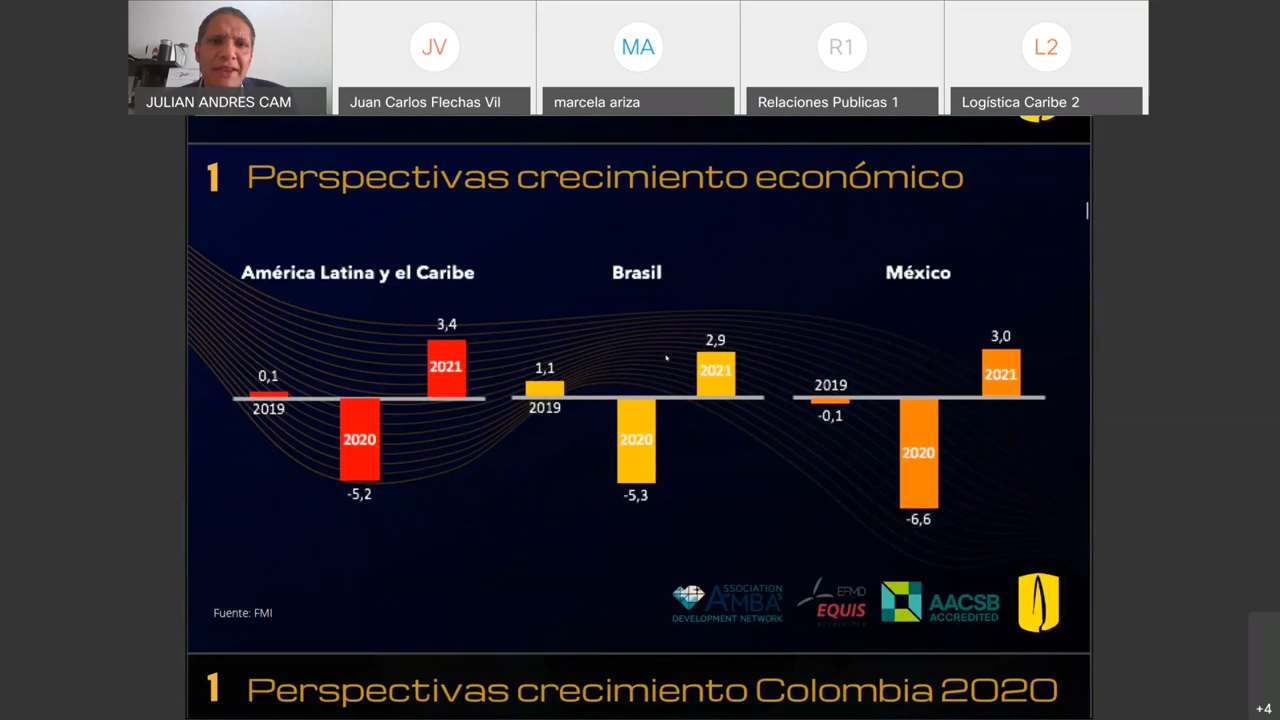 JV
MA
R1
L2
JULIAN ANDRES CAM
Juan Carlos Flechas Vil
marcela ariza
Relaciones Publicas 1
Logística Caribe 2
1 Perspectivas crecimiento económico
América Latina y el Caribe
Brasil
México
0,1
2019
2020
-5,2
3,4
2021
1,1
2019
2020
-5,3
2,9
2021
2019
-0,1
2020
-6,6
3,0
2021
Fuente: FMI
SSOCIATION
AMBA'S
DEVELOPMENT NETWORK
EFMD
EQUIS
AACSB
ACCREDITED
1 Perspectivas crecimiento Colombia 2020
+4